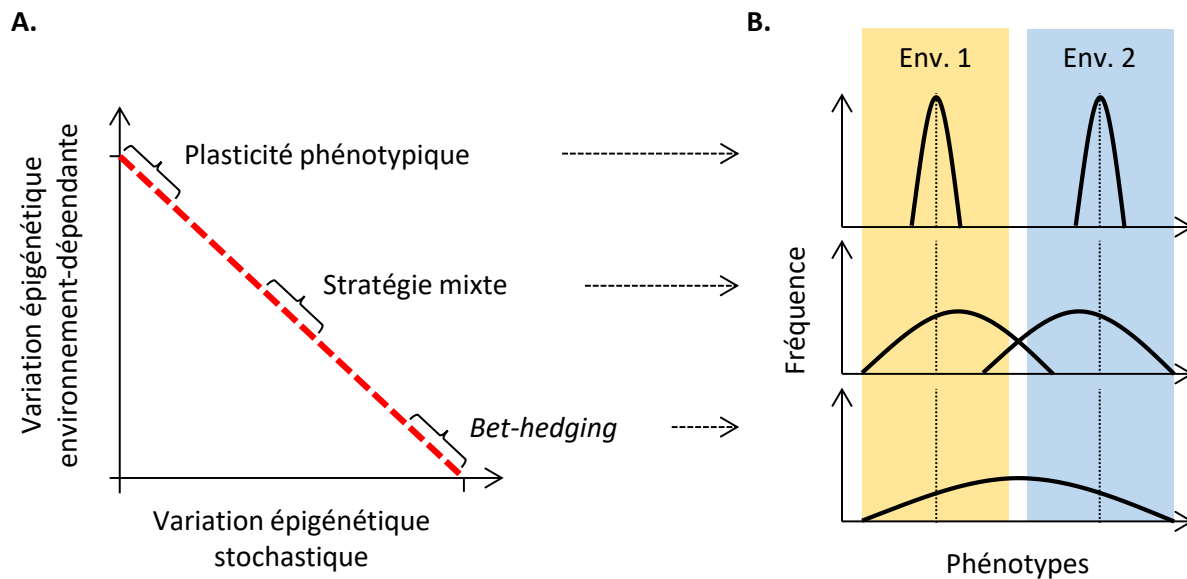 A.
Variation épigénétique
environnement-dépendante
Plasticité phénotypique
Stratégie mixte
Bet-hedging
Variation épigénétique
stochastique
B.
Env. 1
Env. 2
Fréquence
Phénotypes